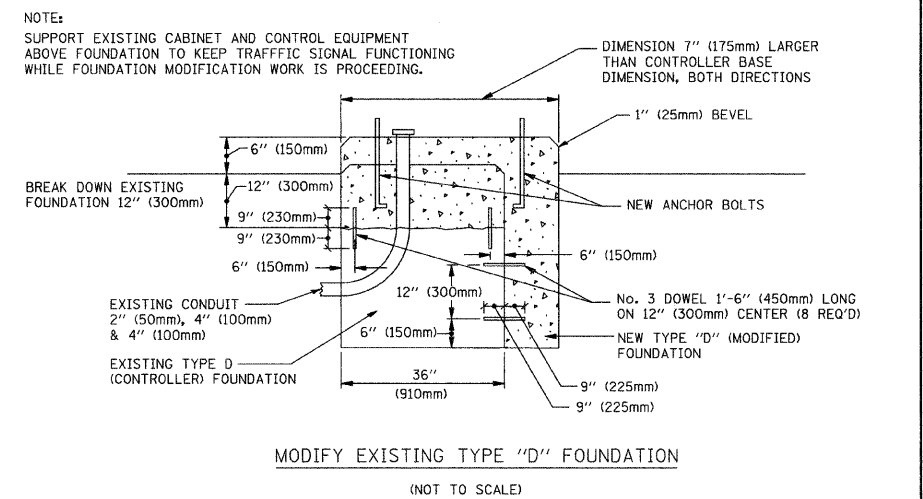 NOTE:
SUPPORT EXISTING CABINET AND CONTROL EQUIPMENT
ABOVE FOUNDATION TO KEEP TRAFFFIC SIGNAL FUNCTIONING
WHILE FOUNDATION MODIFICATION WORK IS PROCEEDING.
DIMENSION 7" (175mm) LARGER
THAN CONTROLLER BASE
DIMENSION, BOTH DIRECTIONS
1" (25mm) BEVEL
6" (150mm)
BREAK DOWN EXISTING
FOUNDATION 12" (300mm)
12" (300mm)
9" (230mm)
9" (230mm)
6" (150mm)
NEW ANCHOR BOLTS
6" (150mm)
EXISTING CONDUIT
2" (50mm), 4" (100mm)
& 4" (100mm)
12" (300mm)
6" (150mm)
No. 3 DOWEL 1'-6" (450mm) LONG
ON 12" (300mm) CENTER (8 REQ'D)
NEW TYPE "D" (MODIFIED)
FOUNDATION
EXISTING TYPE D
(CONTROLLER) FOUNDATION
36"
(910mm)
9" (225mm)
9" (225mm)
MODIFY EXISTING TYPE "D" FOUNDATION
(NOT TO SCALE)